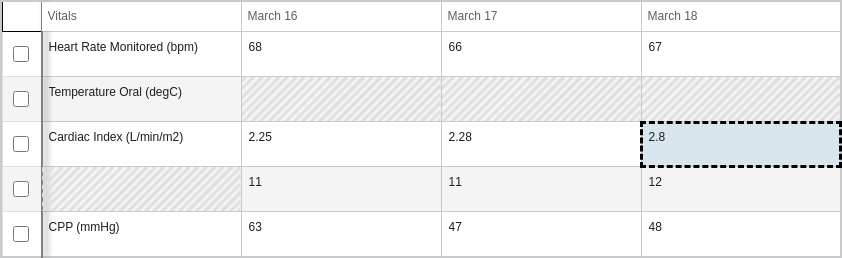 Vitals March 16 March 17 March 18
Heart Rate Monitored (bpm) 68 66 67
Temperature Oral (degC)
Cardiac Index (L/min/m2) 2.25 2.28 2.8
11 11 12
CPP (mmHg) 63 47 48